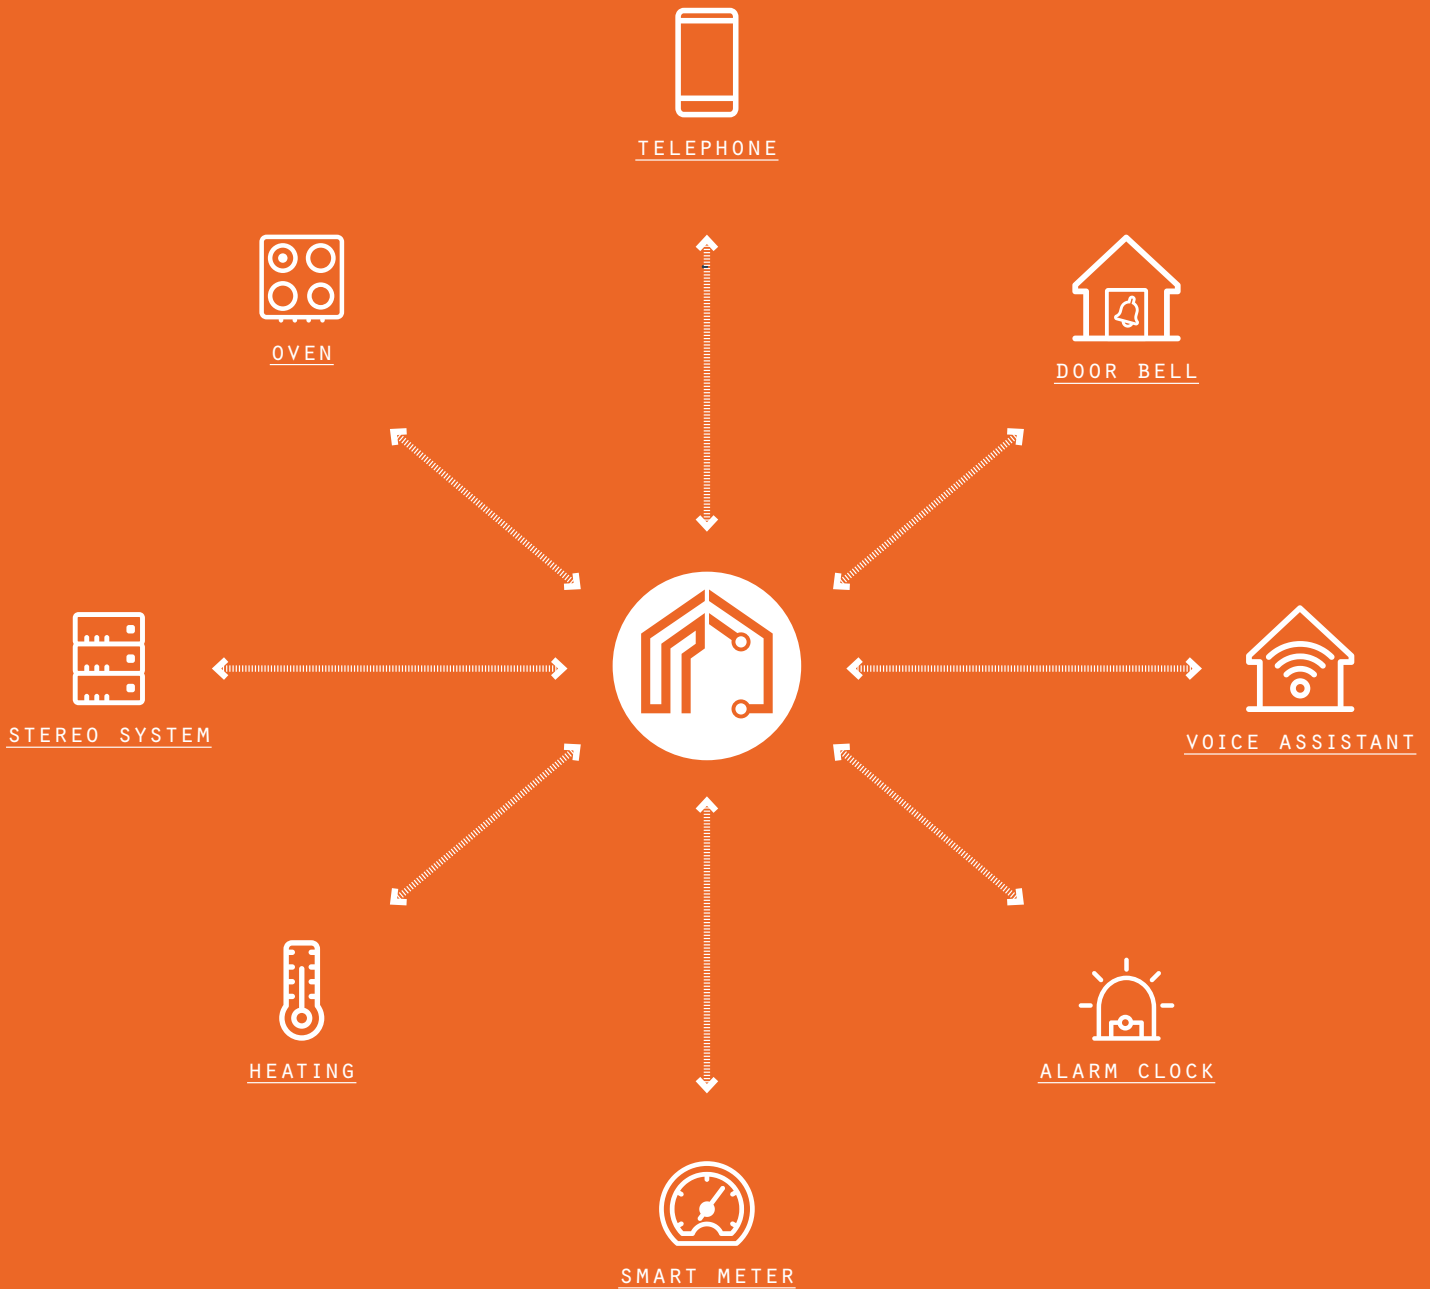 TELEPHONE
OVEN
DOOR BELL
STEREO SYSTEM
VOICE ASSISTANT
HEATING
ALARM CLOCK
SMART METER